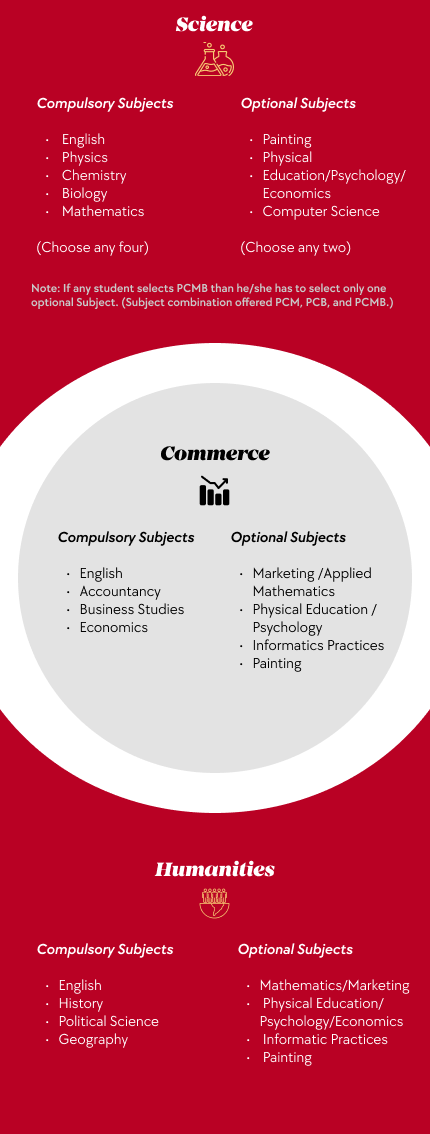 Science
Compulsory Subjects
· English
· Physics
· Chemistry
· Biology
· Mathematics
(Choose any four)
Optional Subjects
· Painting
· Physical
· Education/Psychology/
Economics
· Computer Science
(Choose any two)
Note: If any student selects PCMB than he/she has to select only one
optional Subject. (Subject combination offered PCM, PCB, and PCMB.)
Commerce
Compulsory Subjects
· English
· Accountancy
· Business Studies
· Economics
Optional Subjects
· Marketing /Applied
Mathematics
· Physical Education /
Psychology
· Informatics Practices
· Painting
Humanities
Compulsory Subjects
· English
· History
· Political Science
· Geography
Optional Subjects
· Mathematics/Marketing
· Physical Education/
Psychology/Economics
· Informatic Practices
· Painting